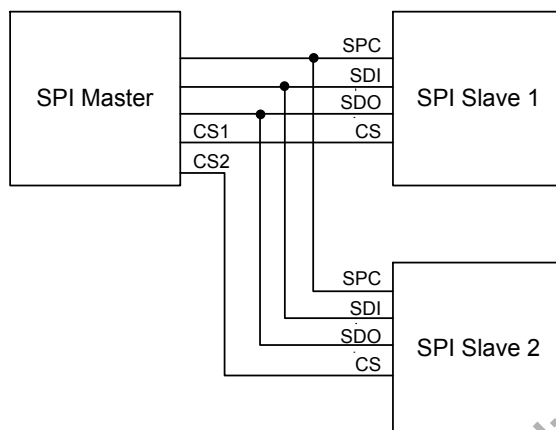 SPC
SDI
SPI Master
SPI Slave 1
SDO
CS1
CS
CS2
SPC
SDI
SDO
SPI Slave 2
CS